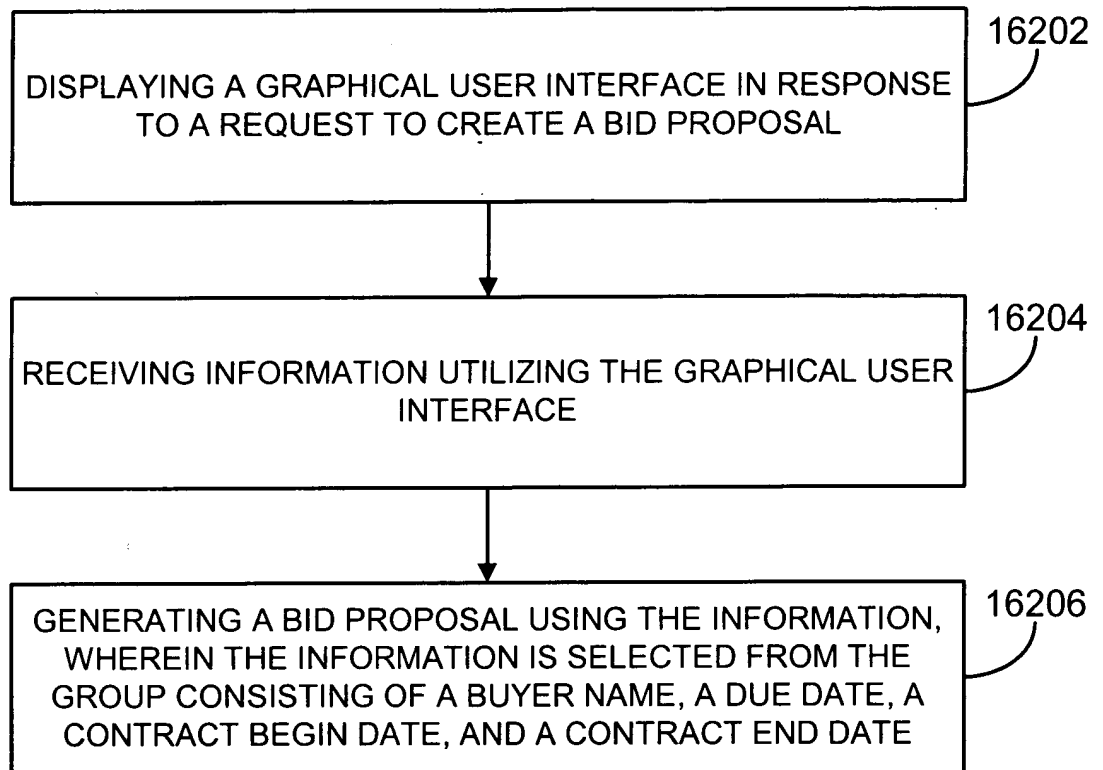 16202
DISPLAYING A GRAPHICAL USER INTERFACE IN RESPONSE
TO A REQUEST TO CREATE A BID PROPOSAL
16204
RECEIVING INFORMATION UTILIZING THE GRAPHICAL USER
INTERFACE
16206
GENERATING A BID PROPOSAL USING THE INFORMATION,
WHEREIN THE INFORMATION IS SELECTED FROM THE
GROUP CONSISTING OF A BUYER NAME, A DUE DATE, A
CONTRACT BEGIN DATE, AND A CONTRACT END DATE